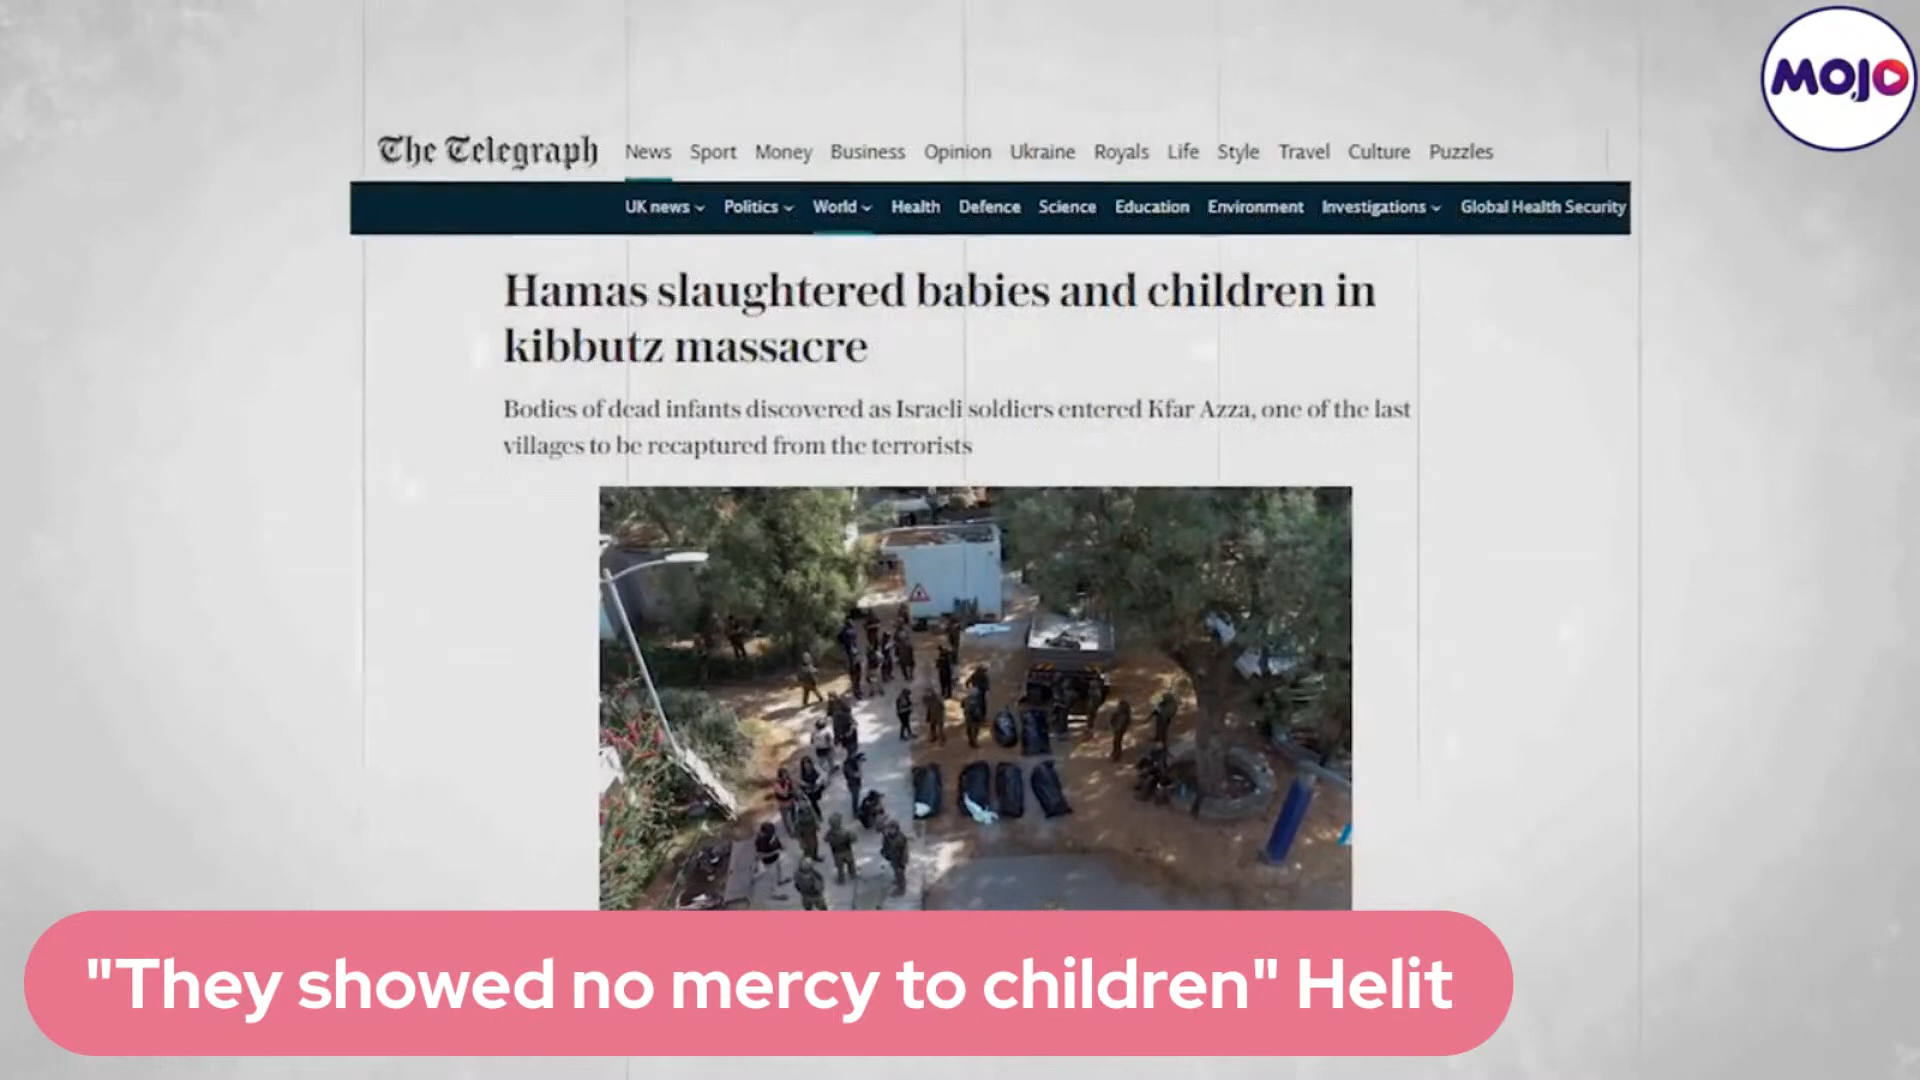 MOJO
The Telegraph
News Sport Money Business Opinion Ukraine Royals Life Style Travel Culture Puzzles
UK news Politics World Health Defence Science Education Environment Investigations Global Health Security
Hamas slaughtered babies and children in
kibbutz massacre
Bodies of dead infants discovered as Israeli soldiers entered Kfar Azza, one of the last
villages to be recaptured from the terrorists
"They showed no mercy to children" Helit